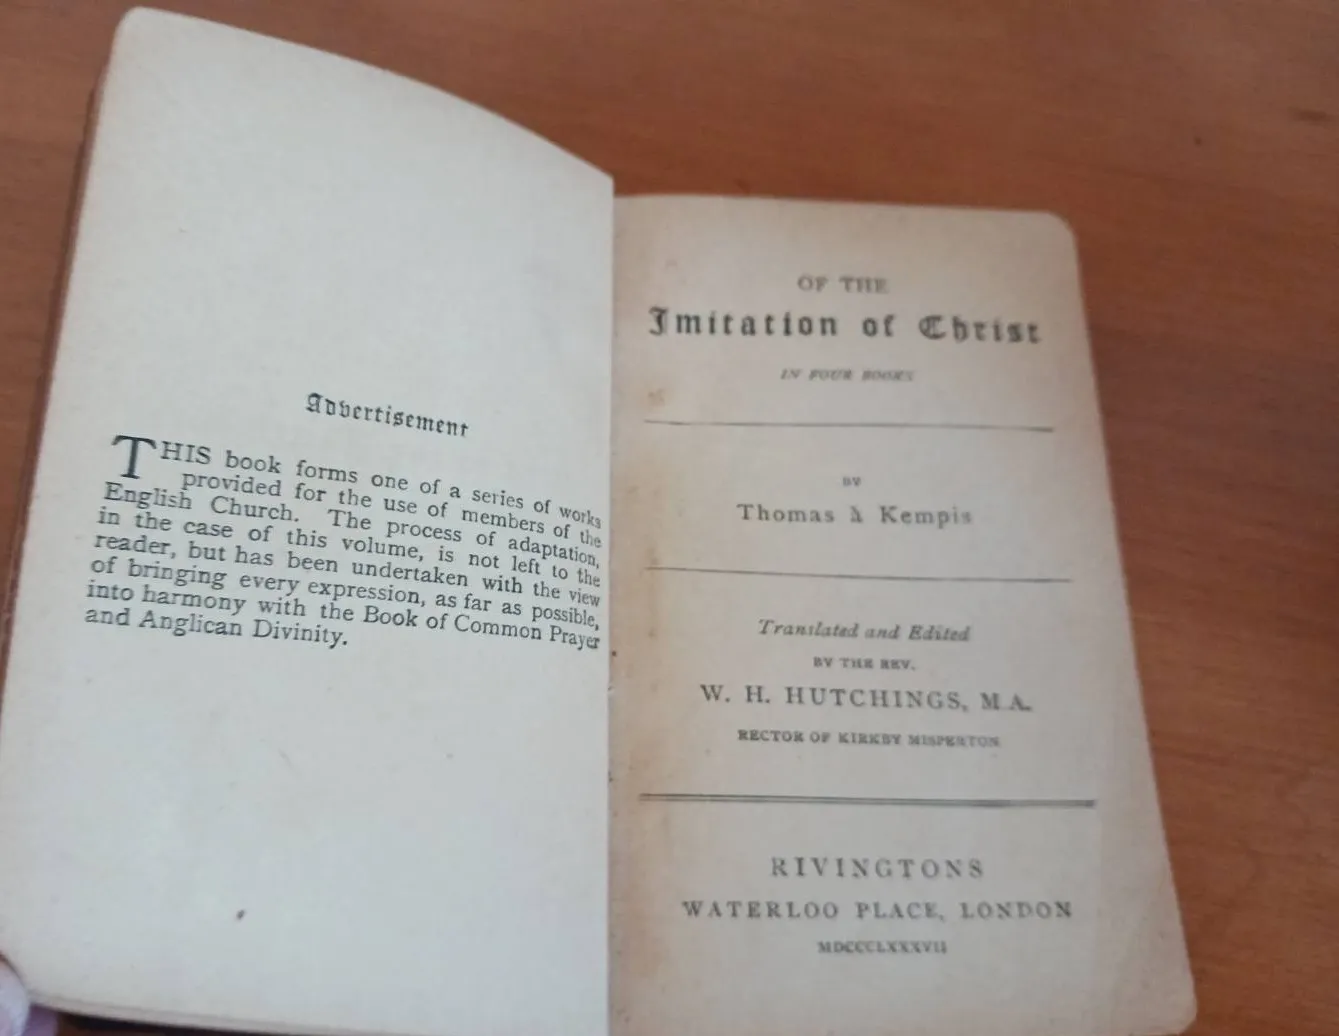 Advertisement
THIS book forms one of a series of works
provided for the use of members of the
English Church. The process of adaptation,
in the case of this volume, is not left to the
reader, but has been undertaken with the view
of bringing every expression, as far as possible,
into harmony with the Book of Common Prayer
and Anglican Divinity.
OF THE
Imitation of Christ
IN FOUR BOOKS
BY
Thomas à Kempis
Translated and Edited
BY THE REV.
W. H. HUTCHINGS, M.A.
RECTOR OF KIRKBY MISPERTON
RIVINGTONS
WATERLOO PLACE, LONDON
MDCCCLXXXVII